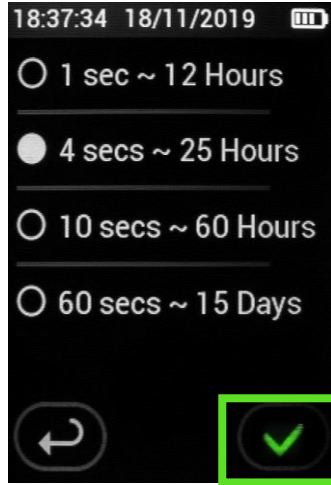 18:37:34 18/11/2019
1 sec ~ 12 Hours
4 secs ~ 25 Hours
10 secs ~ 60 Hours
60 secs ~ 15 Days